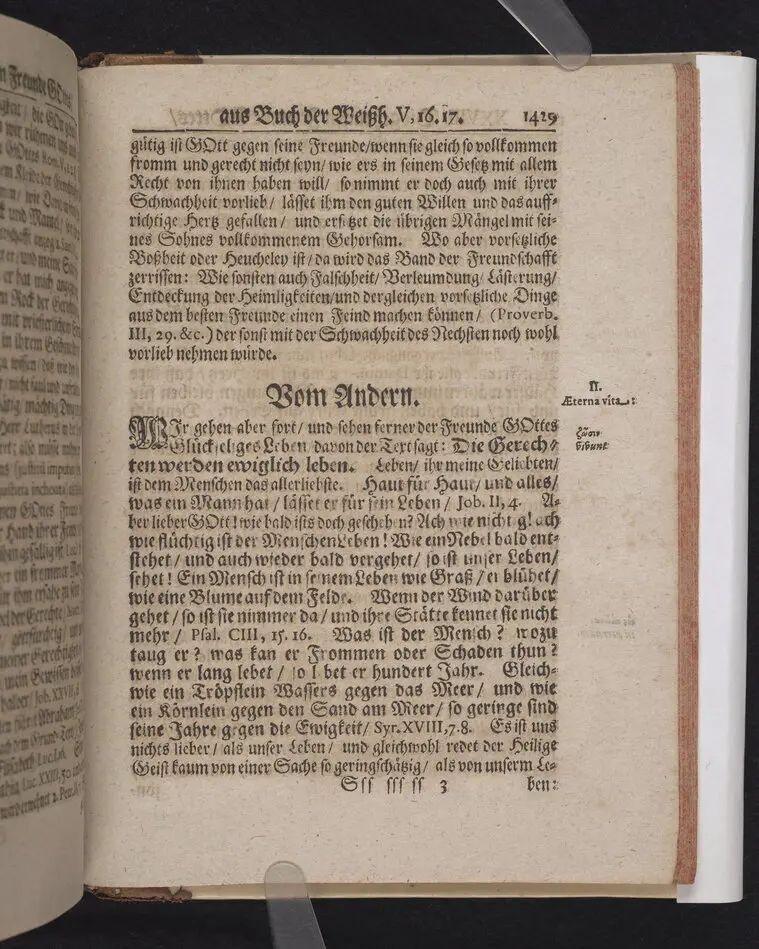 aus Buch der Weißh. V, 16. 17. 1429
gütig ist GOtt gegen seine Freunde/wenn sie gleich so vollkommen
fromm und gerecht nicht seyn/ wie ers in seinem Gesetz mit allem
Recht von ihnen haben will/ so nimmt er doch auch mit ihrer
Schwachheit vorlieb/ lässet ihm den guten Willen und das auff-
richtige Hertz gefallen/ und ersetzet die übrigen Mängel mit sei-
nes Sohnes vollkommenem Gehorsam. Wo aber vorsetzliche
Boßheit oder Heucheley ist/ da wird das Band der Freundschafft
zerrissen: Wie sonsten auch Falschheit/ Verleumdung/ Lästerung/
Entdeckung der Heimligkeiten/und dergleichen vorsetzliche Dinge
aus dem besten Freunde einen Feind machen können/ (Proverb.
III, 29. &c.) der sonst mit der Schwachheit des Nechsten noch wohl
vorlieb nehmen würde.
Vom Andern.
II.
Æterna vita :
WIr gehen aber fort/ und sehen ferner der Freunde GOttes
Glückseliges Leben/ davon der Text sagt: Die Gerech-
ζῶσιν
vivunt
ten werden ewiglich leben. Leben/ ihr meine Geliebten/
ist dem Menschen das allerliebste. Haut für Haut/ und alles/
was ein Mann hat/ lässet er für sein Leben/ Job. II, 4. A-
ber lieber GOtt! wie bald ists doch geschehen? Ach wie nichtig! ach
wie flüchtig ist der Menschen Leben! Wie ein Nebel bald ent-
stehet/ und auch wieder bald vergehet/ so ist unser Leben/
sehet! Ein Mensch ist in seinem Leben wie Graß/ er blühet/
wie eine Blume auf dem Felde. Wenn der Wind darüber
gehet/ so ist sie nimmer da/ und ihre Stätte kennet sie nicht
mehr/ Psal. CIII, 15. 16. Was ist der Mensch? wozu
taug er? was kan er Frommen oder Schaden thun?
wenn er lang lebet/ so lebet er hundert Jahr. Gleich-
wie ein Tröpflein Wassers gegen das Meer/ und wie
ein Körnlein gegen den Sand am Meer/ so geringe sind
seine Jahre gegen die Ewigkeit/ Syr. XVIII, 7. 8. Es ist uns
nichts lieber/ als unser Leben/ und gleichwohl redet der Heilige
Geist kaum von einer Sache so geringschätzig/ als von unserm Le-
Sss sss ss 3 ben: